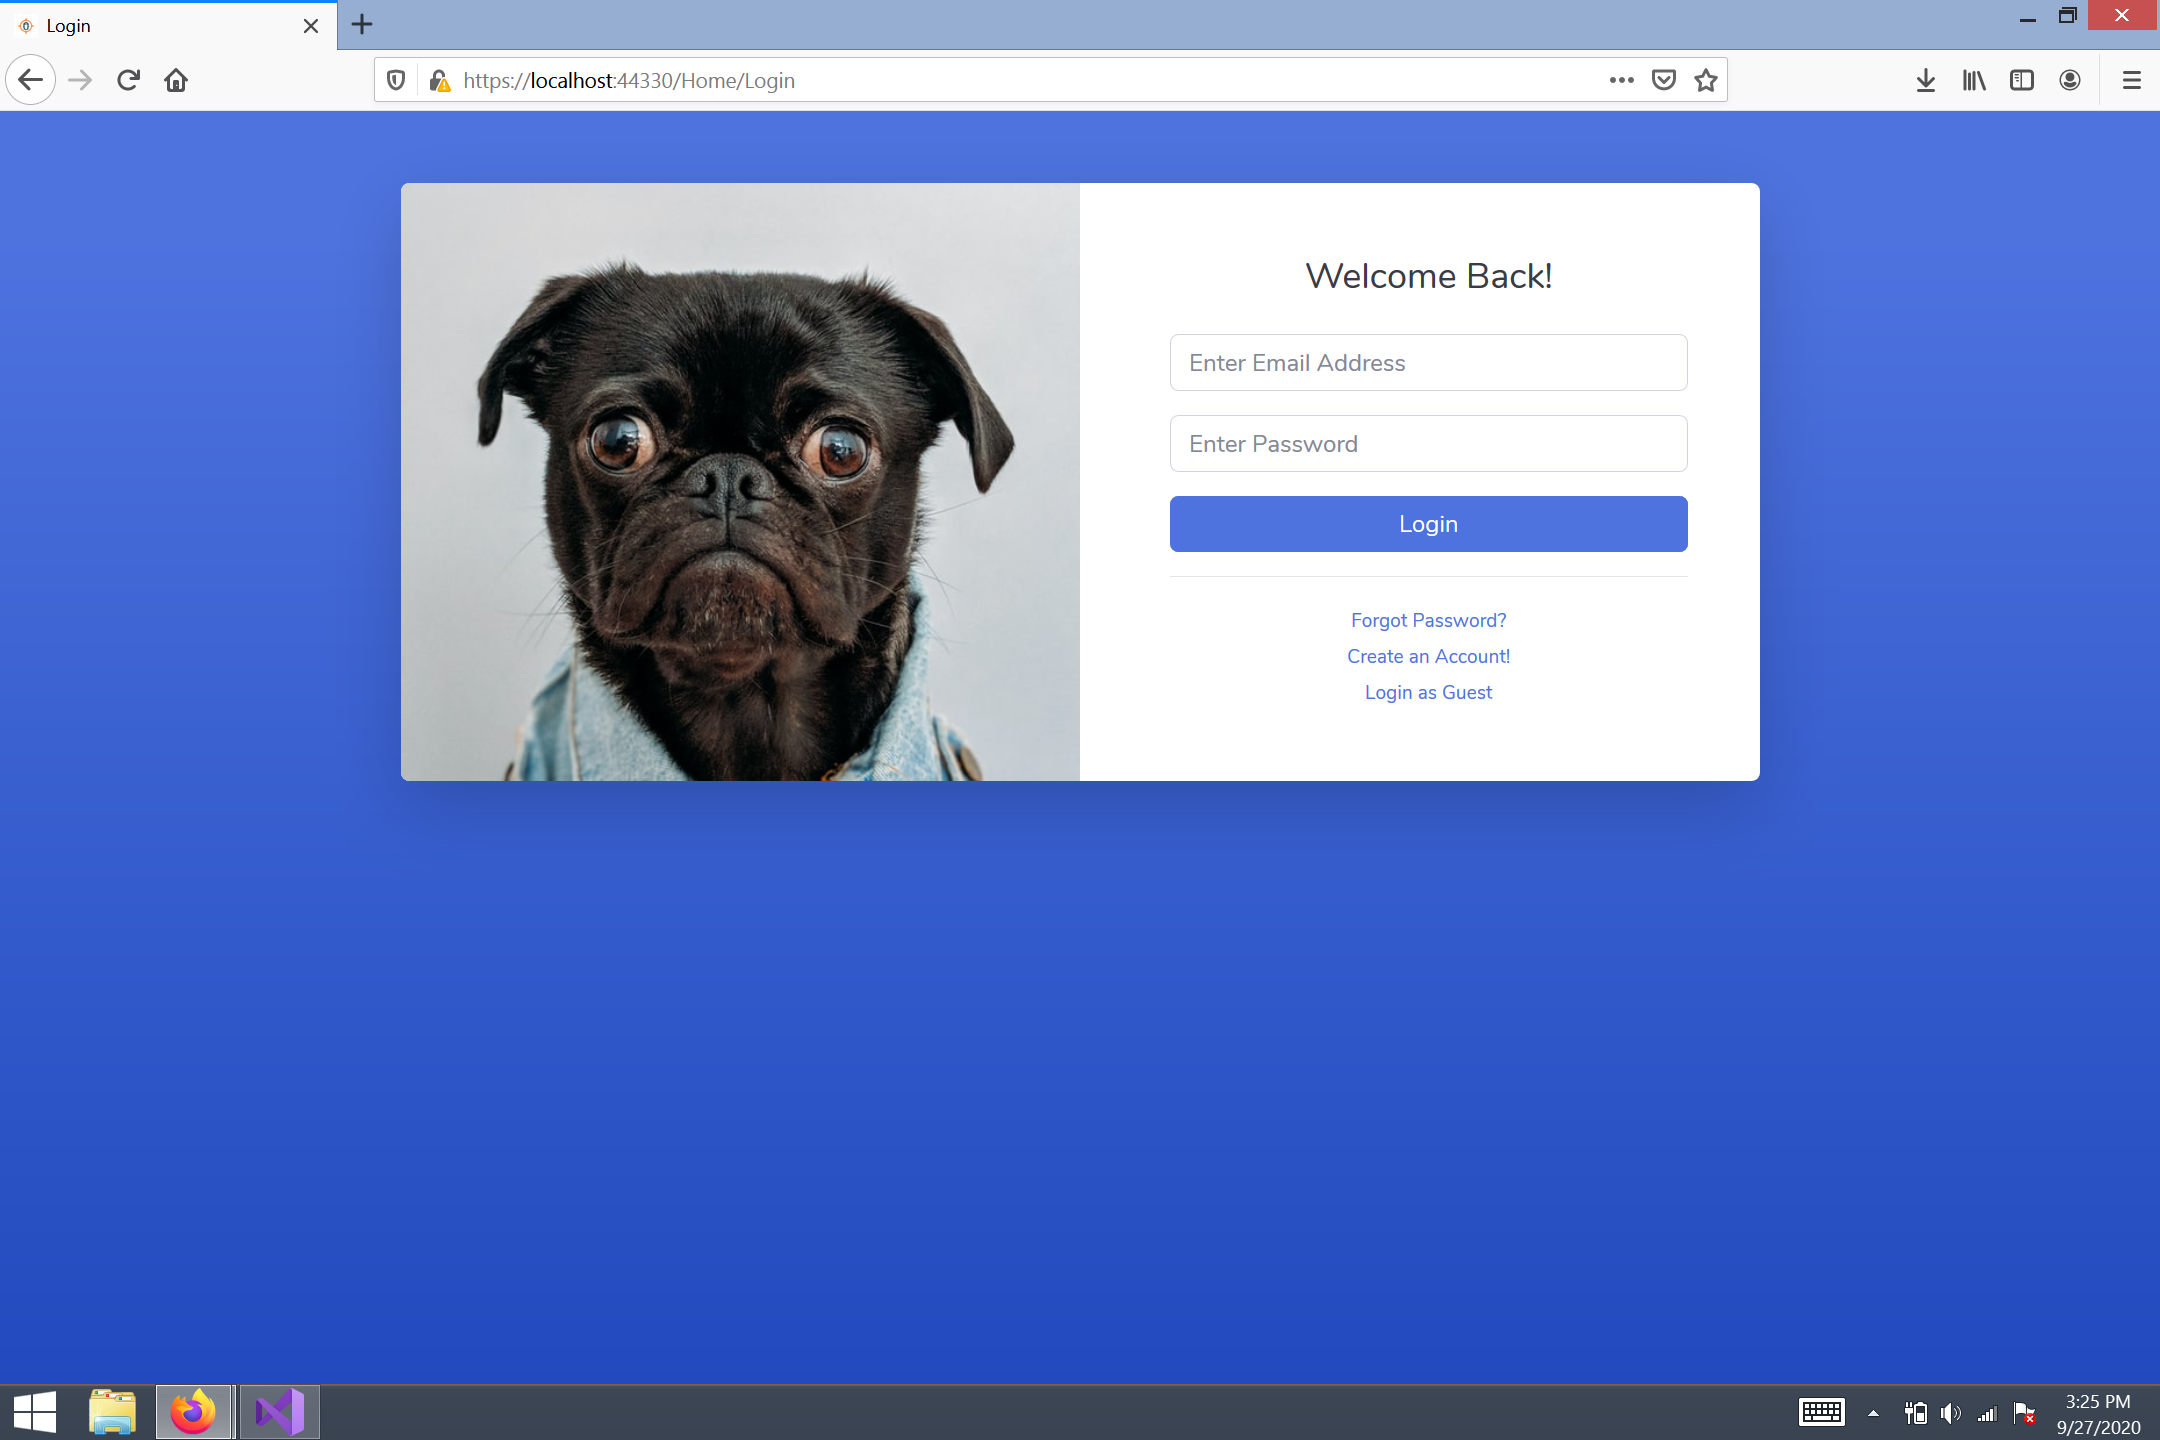 Login
https://localhost:44330/Home/Login
Welcome Back!
Enter Email Address
Enter Password
Login
Forgot Password?
Create an Account!
Login as Guest
3:25 PM
9/27/2020